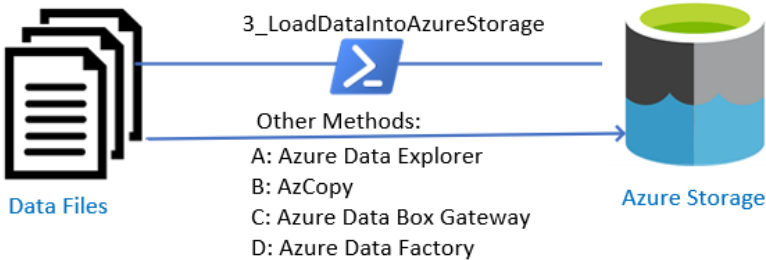 3_LoadDataIntoAzureStorage
Other Methods:
A: Azure Data Explorer
B: AzCopy
C: Azure Data Box Gateway
D: Azure Data Factory
Data Files
Azure Storage